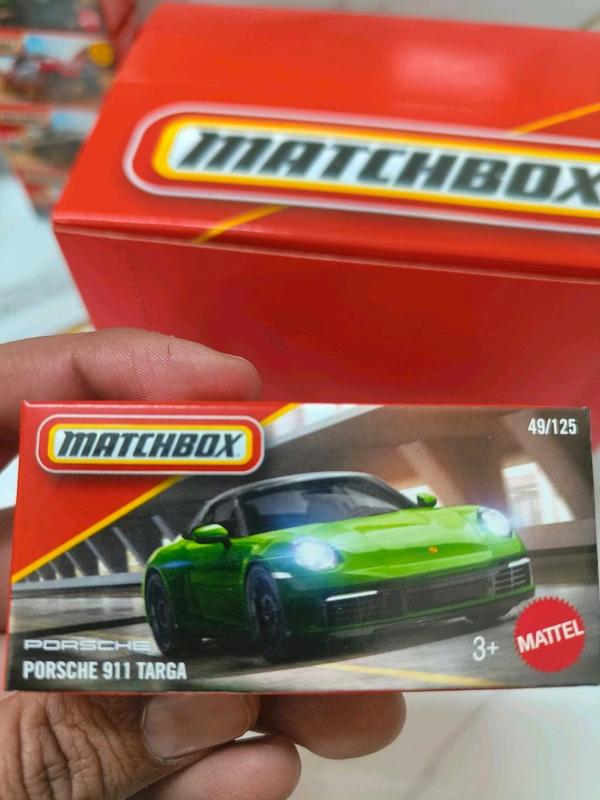 MATCHBOX
MATCHBOX
49/125
PORSCHE
PORSCHE 911 TARGA
3+
MATTEL